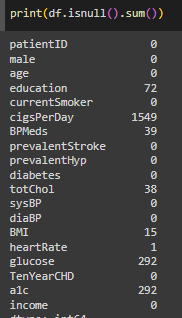 print(df.isnull().sum())
patientID 0
male 0
age 0
education 72
currentSmoker 0
cigsPerDay 1549
BPMeds 39
prevalentStroke 0
prevalentHyp 0
diabetes 0
totChol 38
sysBP 0
diaBP 0
BMI 15
heartRate 1
glucose 292
TenYearCHD 0
a1c 292
income 0
dtype: int64